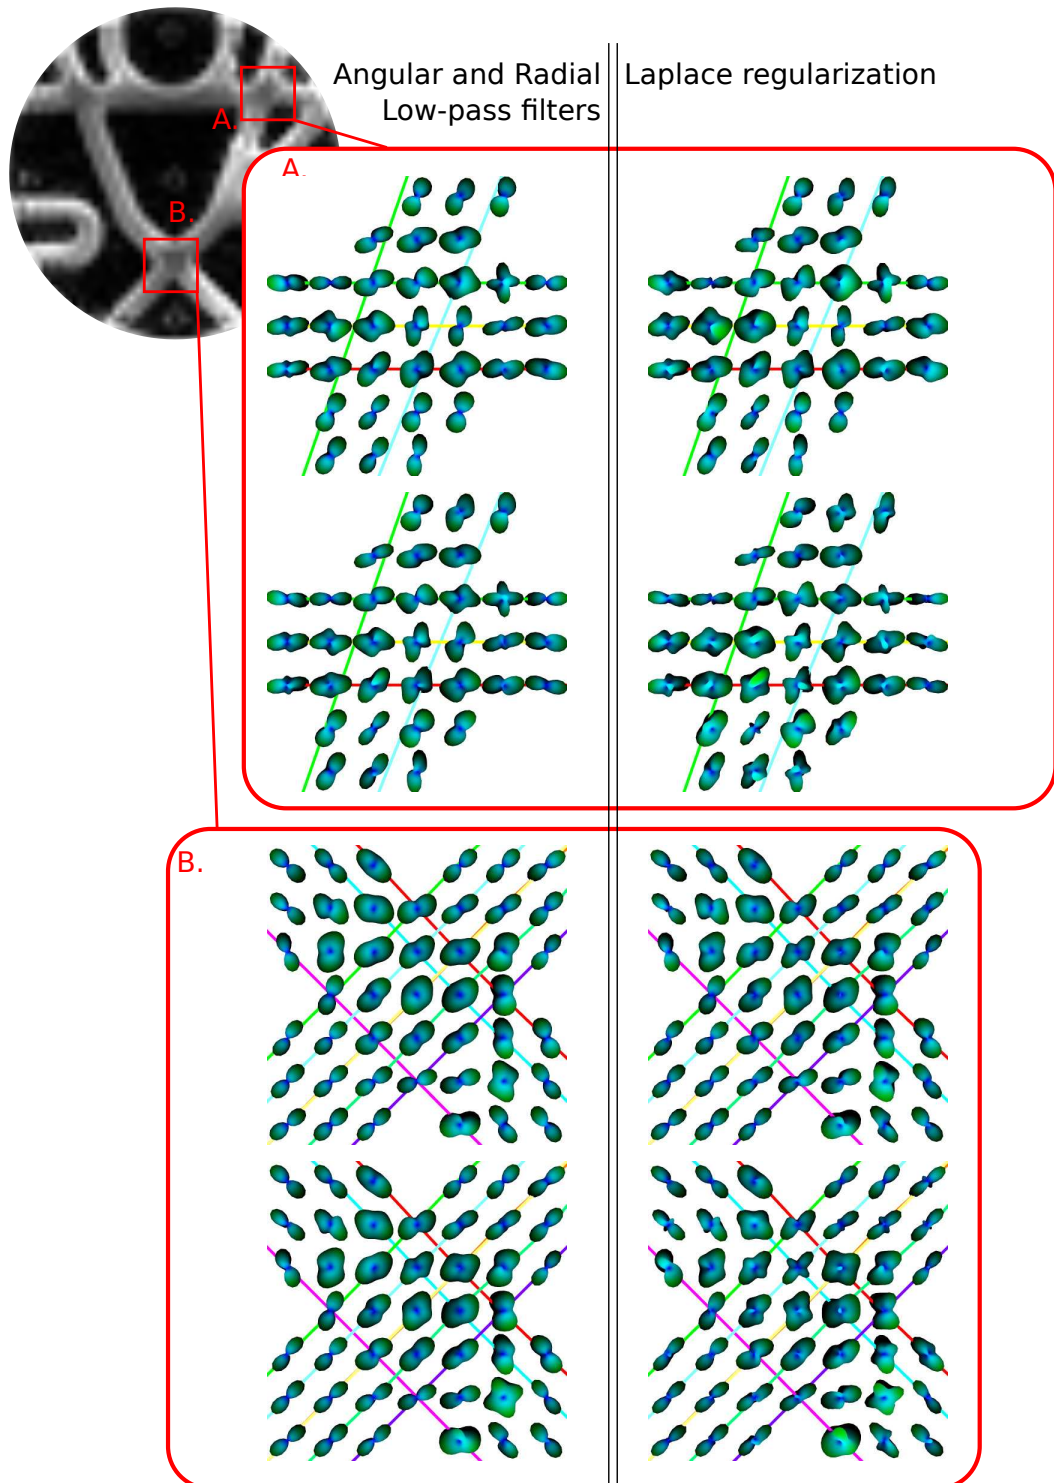 Angular and Radial
Low-pass filters
Laplace regularization
A.
A.
B.
B.